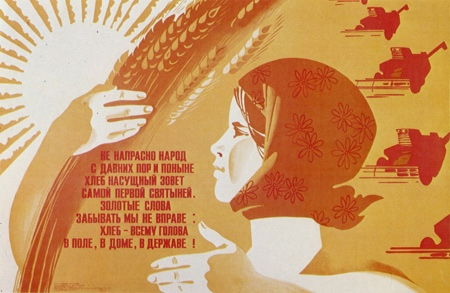 НЕ НАПРАСНО НАРОД
С ДАВНИХ ПОР И ПОНЫНЕ
ХЛЕБ НАСУЩНЫЙ ЗОВЕТ
САМОЙ ПЕРВОЙ СВЯТЫНЕЙ.
ЗОЛОТЫЕ СЛОВА
ЗАБЫВАТЬ МЫ НЕ ВПРАВЕ :
ХЛЕБ - ВСЕМУ ГОЛОВА
В ПОЛЕ, В ДОМЕ, В ДЕРЖАВЕ !